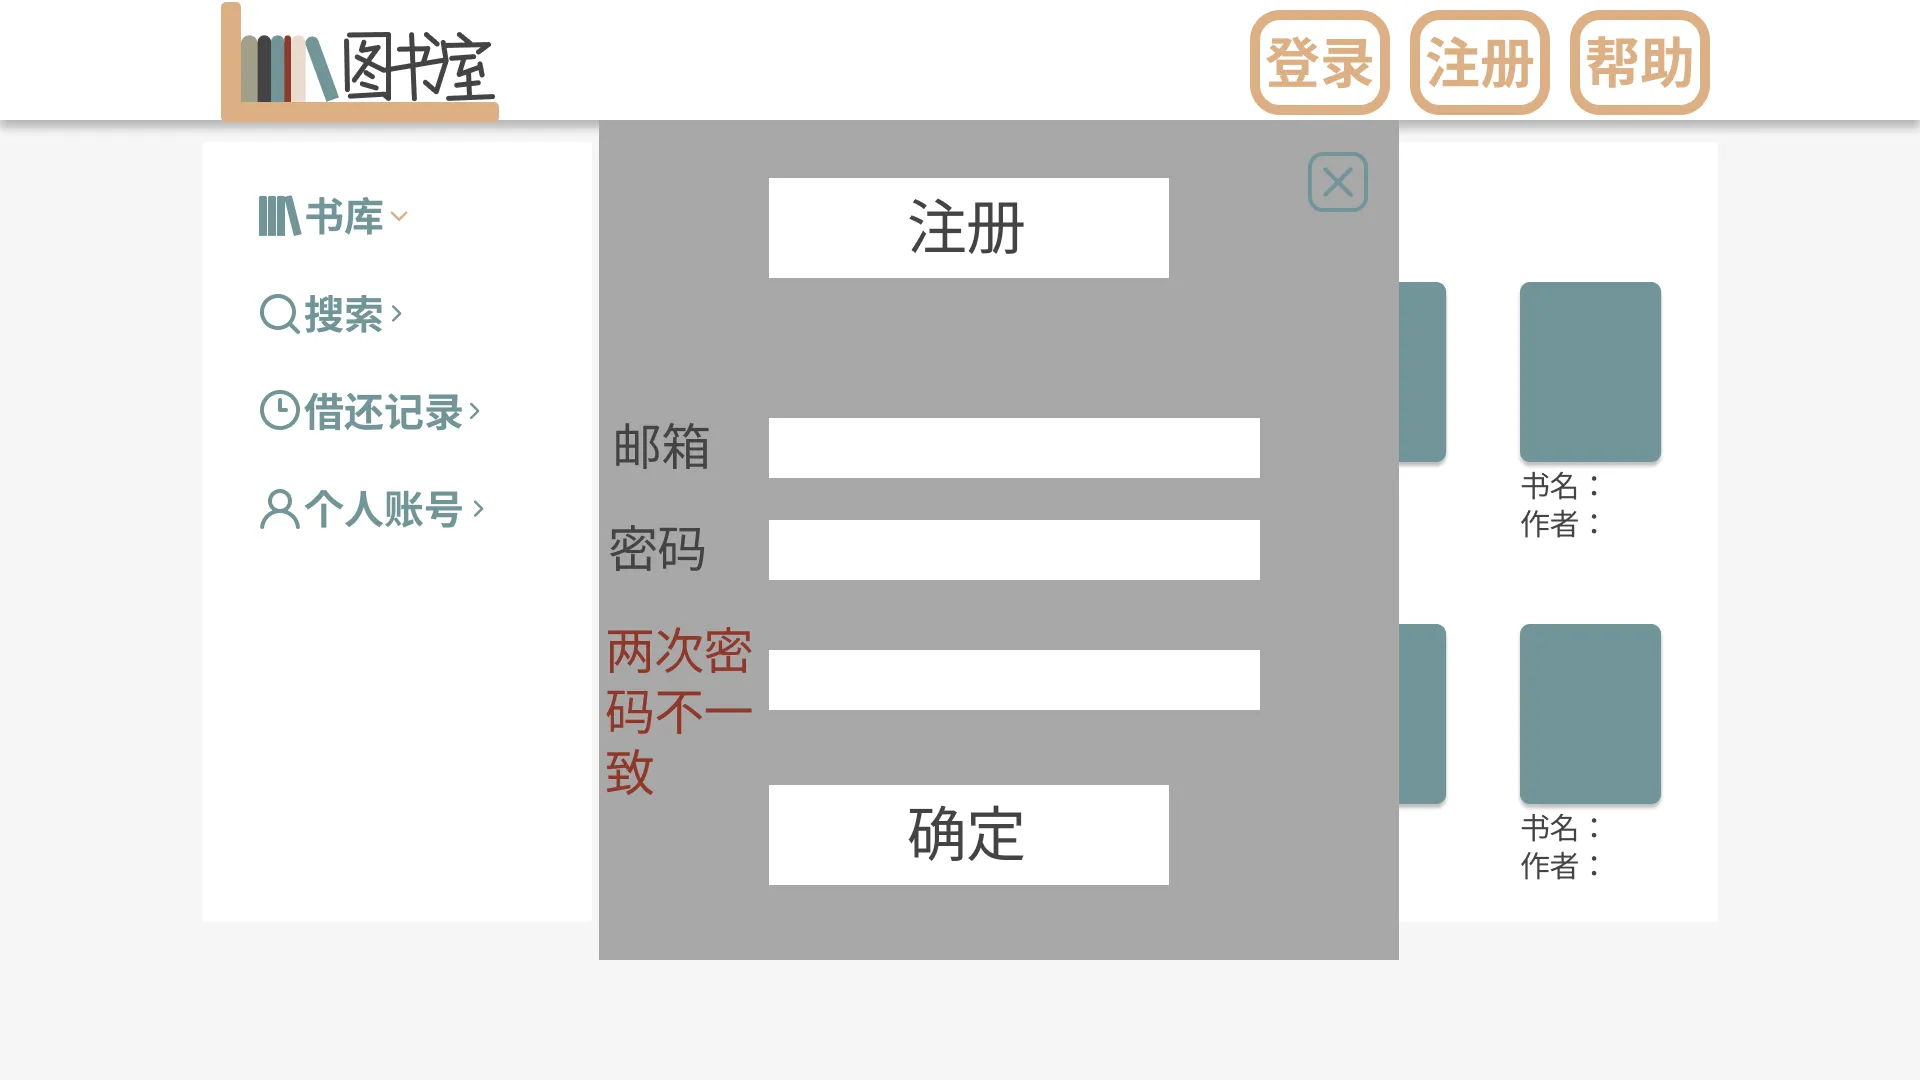 图书室
登录
注册
帮助
书库
搜索
借还记录
个人账号
注册
邮箱
密码
两次密
码不一
致
确定
书名：
作者：
书名：
作者：